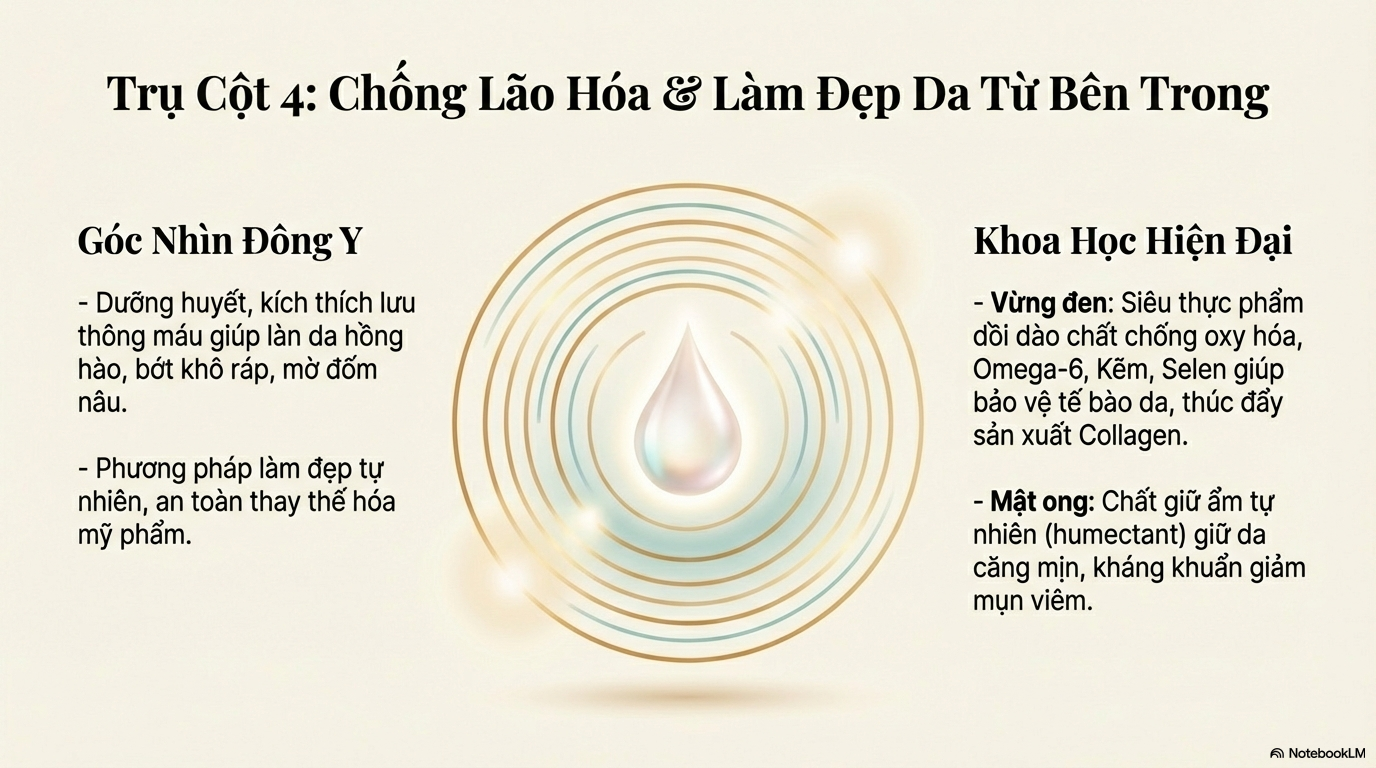 Trụ Cột 4: Chống Lão Hóa & Làm Đẹp Da Từ Bên Trong
Góc Nhìn Đông Y
- Dưỡng huyết, kích thích lưu
thông máu giúp làn da hồng
hào, bớt khô ráp, mờ đốm
nâu.
- Phương pháp làm đẹp tự
nhiên, an toàn thay thế hóa
mỹ phẩm.
Khoa Học Hiện Đại
- Vừng đen: Siêu thực phẩm
dồi dào chất chống oxy hóa,
Omega-6, Kẽm, Selen giúp
bảo vệ tế bào da, thúc đẩy
sản xuất Collagen.
- Mật ong: Chất giữ ẩm tự
nhiên (humectant) giữ da
căng mịn, kháng khuẩn giảm
mụn viêm.
NotebookLM